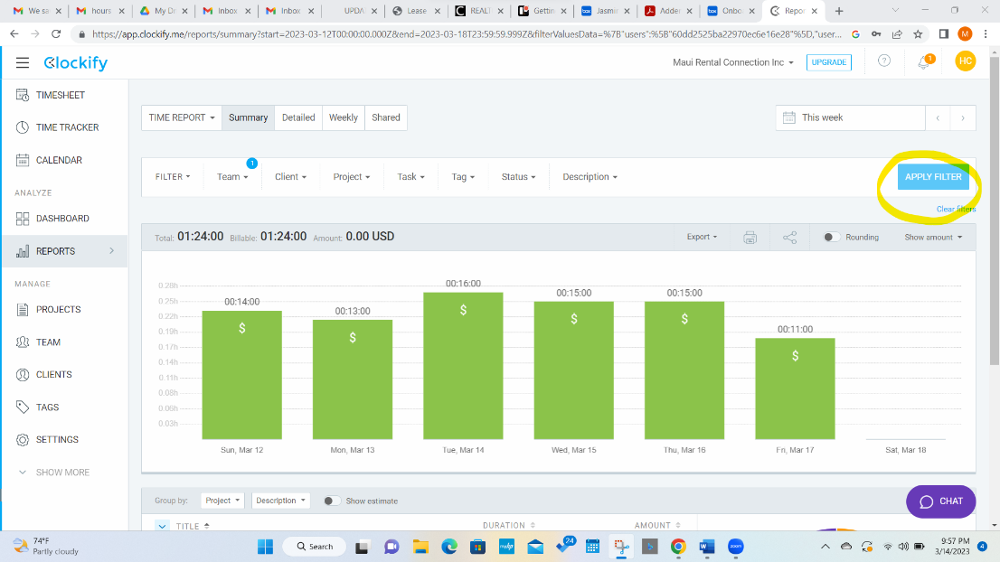 We sa
hours
My Dr
Inbox
Inbox
UPDA
Lease
REALT
Gettin
Jasmin
Adder
Onbo
Repor
https://app.clockify.me/reports/summary?start=2023-03-12T00:00:00.000Z&end=2023-03-18T23:59:59.999Z&filterValuesData=%7B"users":%5B"60dd2525ba22970ec6e16e28"%5D,"user...
M
Clockify
Maui Rental Connection Inc
UPGRADE
?
1
HC
TIMESHEET
TIME TRACKER
CALENDAR
ANALYZE
DASHBOARD
REPORTS
MANAGE
PROJECTS
TEAM
CLIENTS
TAGS
SETTINGS
SHOW MORE
TIME REPORT Summary Detailed Weekly Shared
This week
FILTER Team 1 Client Project Task Tag Status Description
APPLY FILTER
Clear filters
Total: 01:24:00 Billable: 01:24:00 Amount: 0.00 USD
Export Rounding Show amount
0.28h
0.25h
0.22h
0.19h
0.17h
0.14h
0.11h
0.08h
0.06h
0.03h
00:14:00
00:13:00
00:16:00
00:15:00
00:15:00
00:11:00
$ $ $ $ $ $
Sun, Mar 12 Mon, Mar 13 Tue, Mar 14 Wed, Mar 15 Thu, Mar 16 Fri, Mar 17 Sat, Mar 18
Group by: Project Description Show estimate
TITLE DURATION AMOUNT
CHAT
74°F
Partly cloudy
Search
24
zoom
9:57 PM
3/14/2023
4